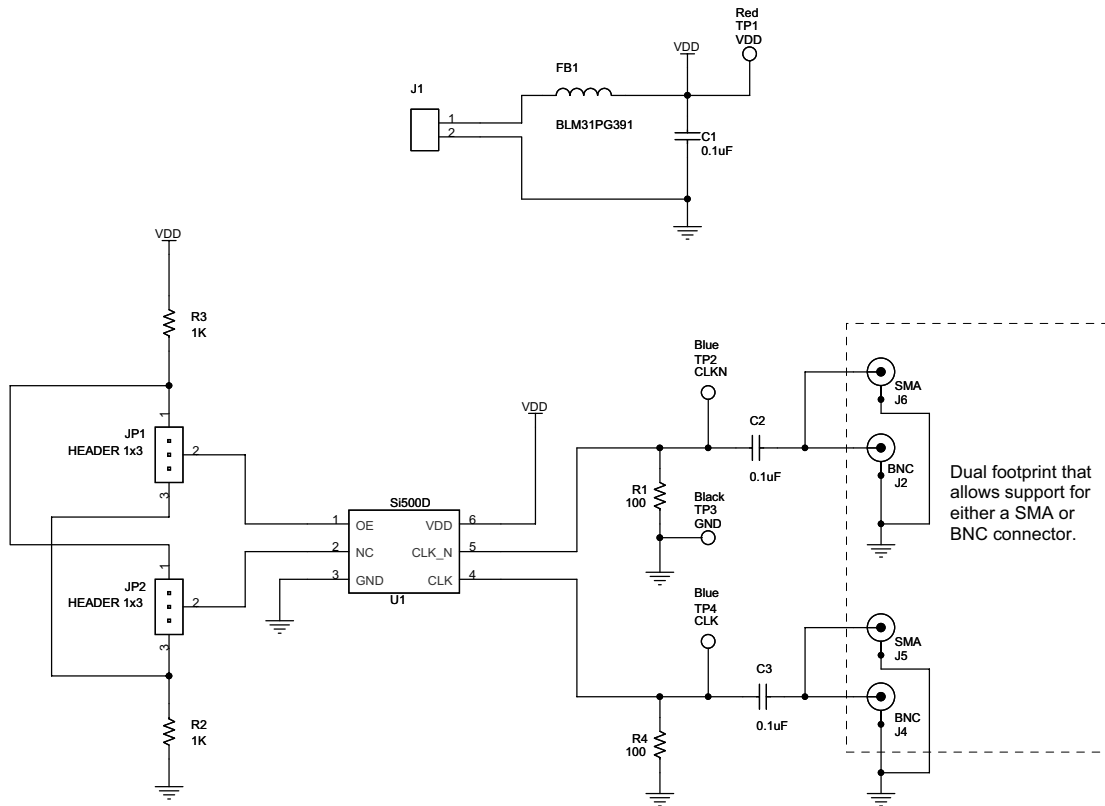 Red
TP1
VDD
VDD
FB1
J1
1
2
BLM31PG391
C1
0.1uF
VDD
R3
1K
1
JP1
HEADER 1x3
2
3
1
JP2
HEADER 1x3
2
3
R2
1K
VDD
Si500D
1 OE VDD 6
2 NC CLK_N 5
3 GND CLK 4
U1
Blue
TP2
CLKN
C2
0.1uF
R1
100
Black
TP3
GND
SMA
J6
BNC
J2
Dual footprint that
allows support for
either a SMA or
BNC connector.
Blue
TP4
CLK
C3
0.1uF
R4
100
SMA
J5
BNC
J4